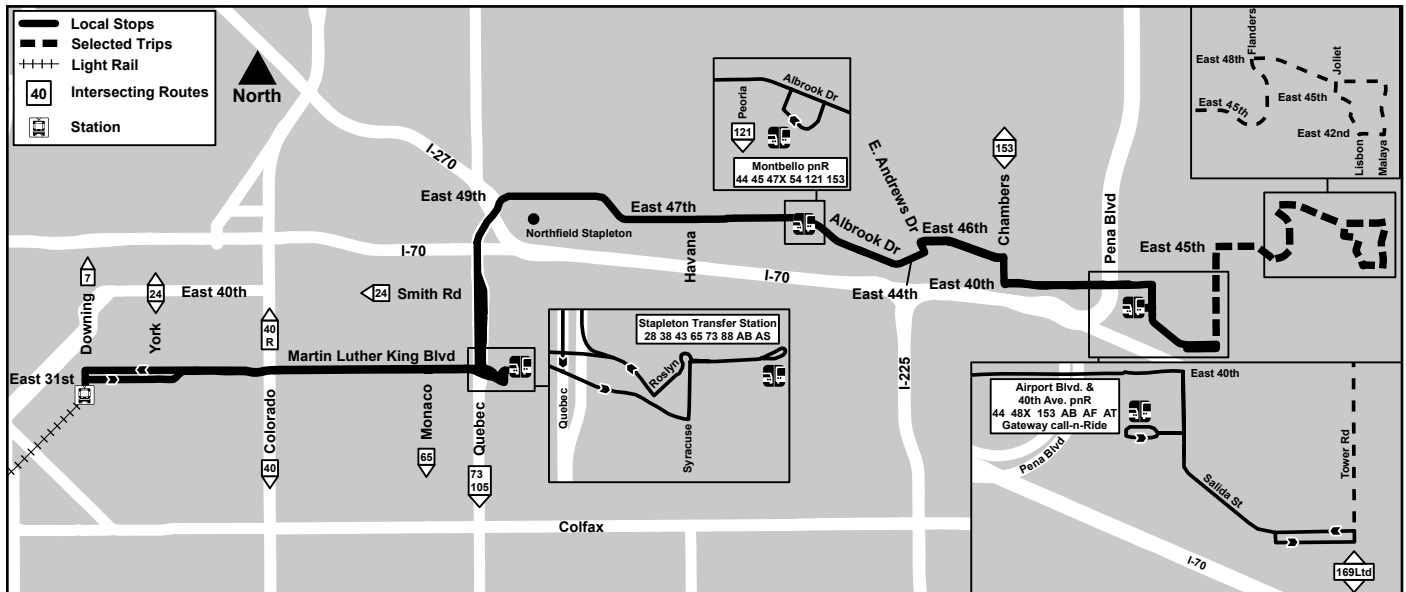 Local Stops
Selected Trips
Light Rail
40 Intersecting Routes
Station
North
I-270
East 49th
Northfield Stapleton
East 47th
Havana
I-70
Albrook Dr
Peoria
121
Montbello pnR
44 45 47X 54 121 153
Albrook Dr
E. Andrews Dr
East 46th
East 44th
153
Chambers
East 40th
I-70
I-225
Pena Blvd
East 45th
Flanders
East 48th
Joliet
East 45th
East 45th
East 42nd
Lisbon
Malaya
7
Downing
24
York
East 40th
24 Smith Rd
40
R
Martin Luther King Blvd
East 31st
Colorado
40
Monaco
65
Quebec
73
105
Colfax
Stapleton Transfer Station
28 38 43 65 73 88 AB AS
Roslyn
Quebec
Syracuse
East 40th
Airport Blvd. &
40th Ave. pnR
44 48X 153 AB AF AT
Gateway call-n-Ride
Pena Blvd
Salida St
Tower Rd
I-70
169Ltd